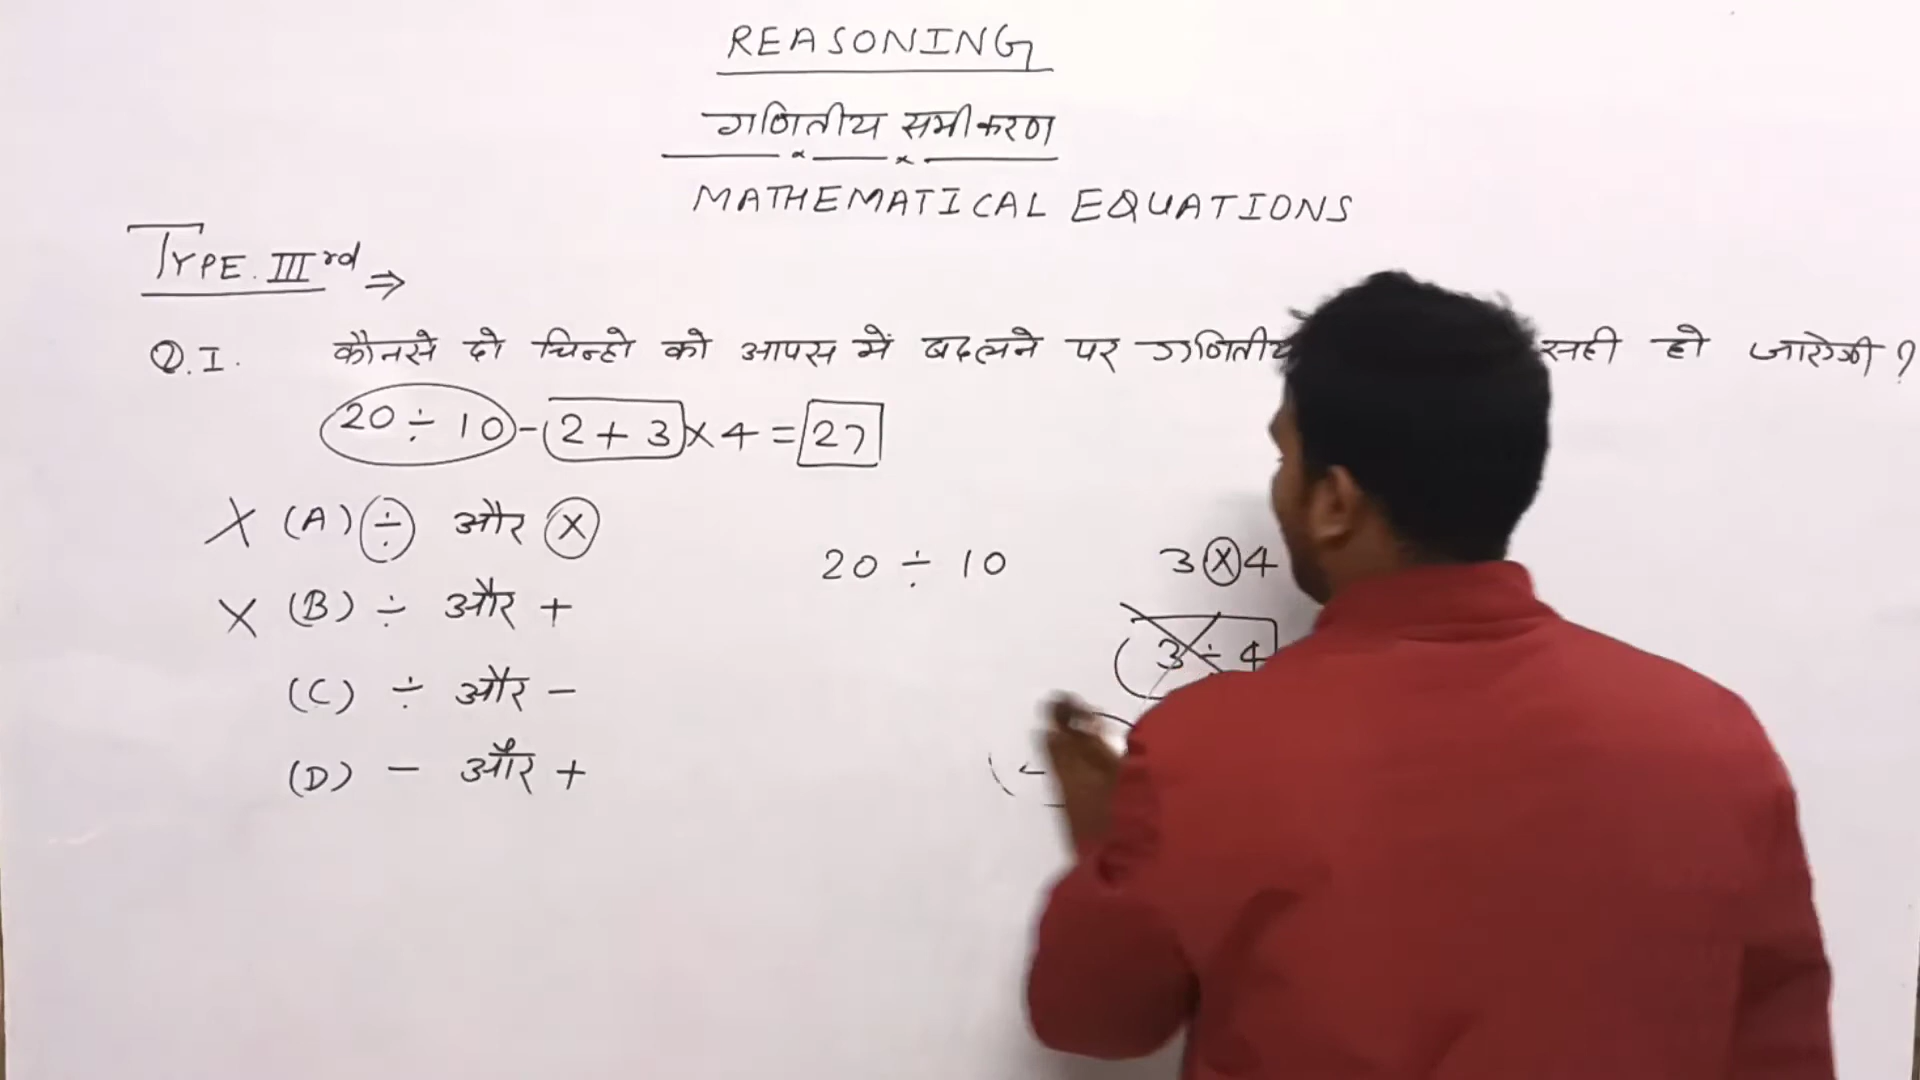 REASONING
गणितीय समीकरण
MATHEMATICAL EQUATIONS
TYPE. III rd ⇒
Q.I. कौनसे दो चिन्हो को आपस में बदलने पर गणितीय सही हो जाएगी ?
20 ÷ 10 - 2 + 3 × 4 = 27
X (A) ÷ और ×
X (B) ÷ और +
(C) ÷ और -
(D) - और +
20 ÷ 10
3 × 4
3 ÷ 4